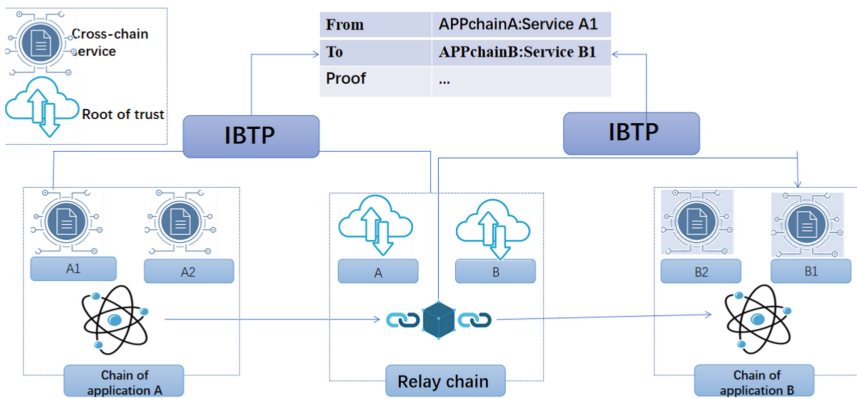 Cross-chain
service
Root of trust
From APPchainA:Service A1
To APPchainB:Service B1
Proof ...
IBTP
IBTP
A1
A2
A
B
B2
B1
Chain of
application A
Relay chain
Chain of
application B